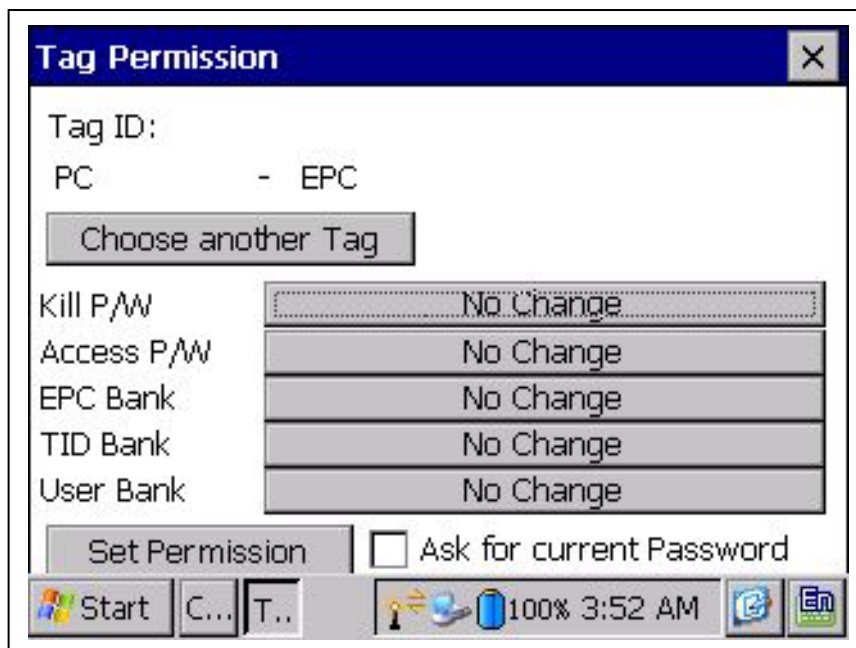 Tag Permission
Tag ID:
PC - EPC
Choose another Tag
Kill P/W No Change
Access P/W No Change
EPC Bank No Change
TID Bank No Change
User Bank No Change
Set Permission Ask for current Password
Start C... T.. 100% 3:52 AM En